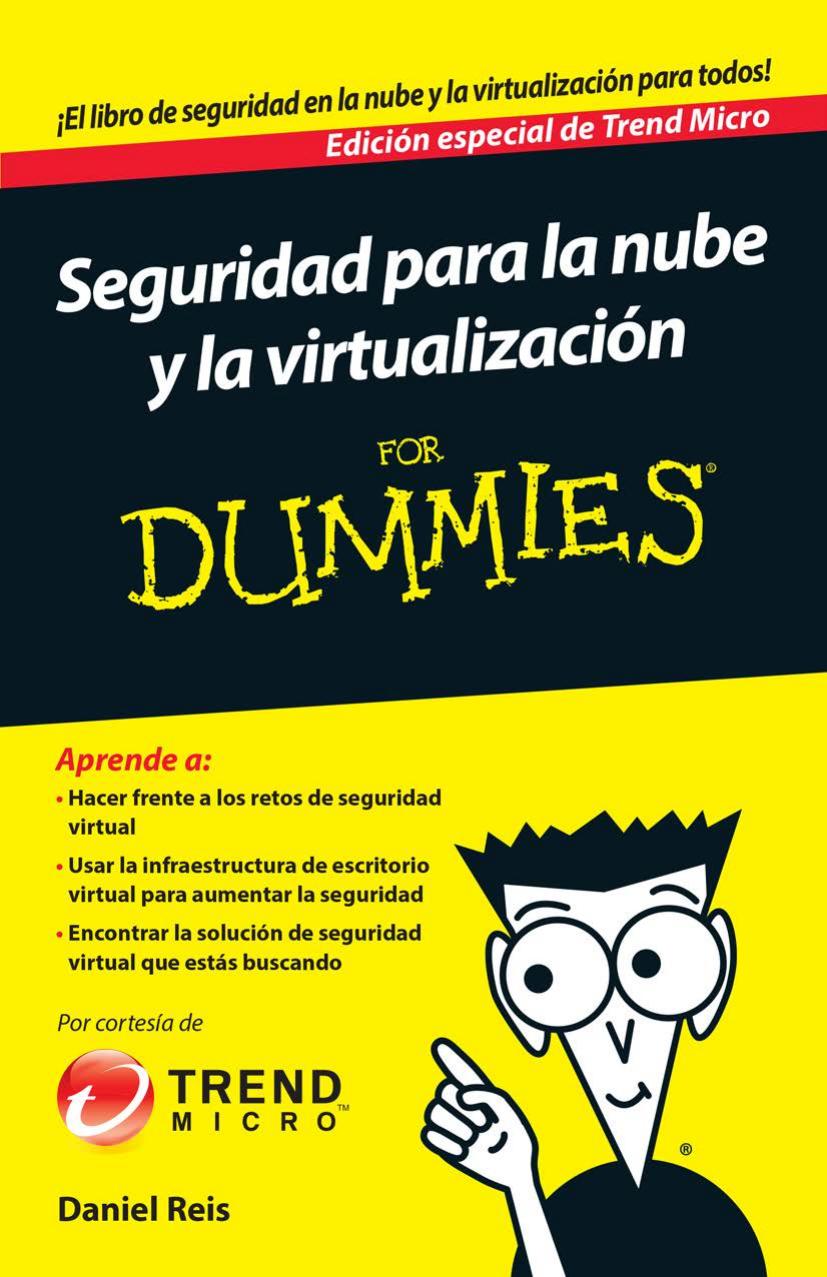 ¡El libro de seguridad en la nube y la virtualización para todos!
Edición especial de Trend Micro
Seguridad para la nube
y la virtualización
FOR
DUMMIES®
Aprende a:
• Hacer frente a los retos de seguridad
virtual
• Usar la infraestructura de escritorio
virtual para aumentar la seguridad
• Encontrar la solución de seguridad
virtual que estás buscando
Por cortesía de
TREND
MICRO™
®
Daniel Reis